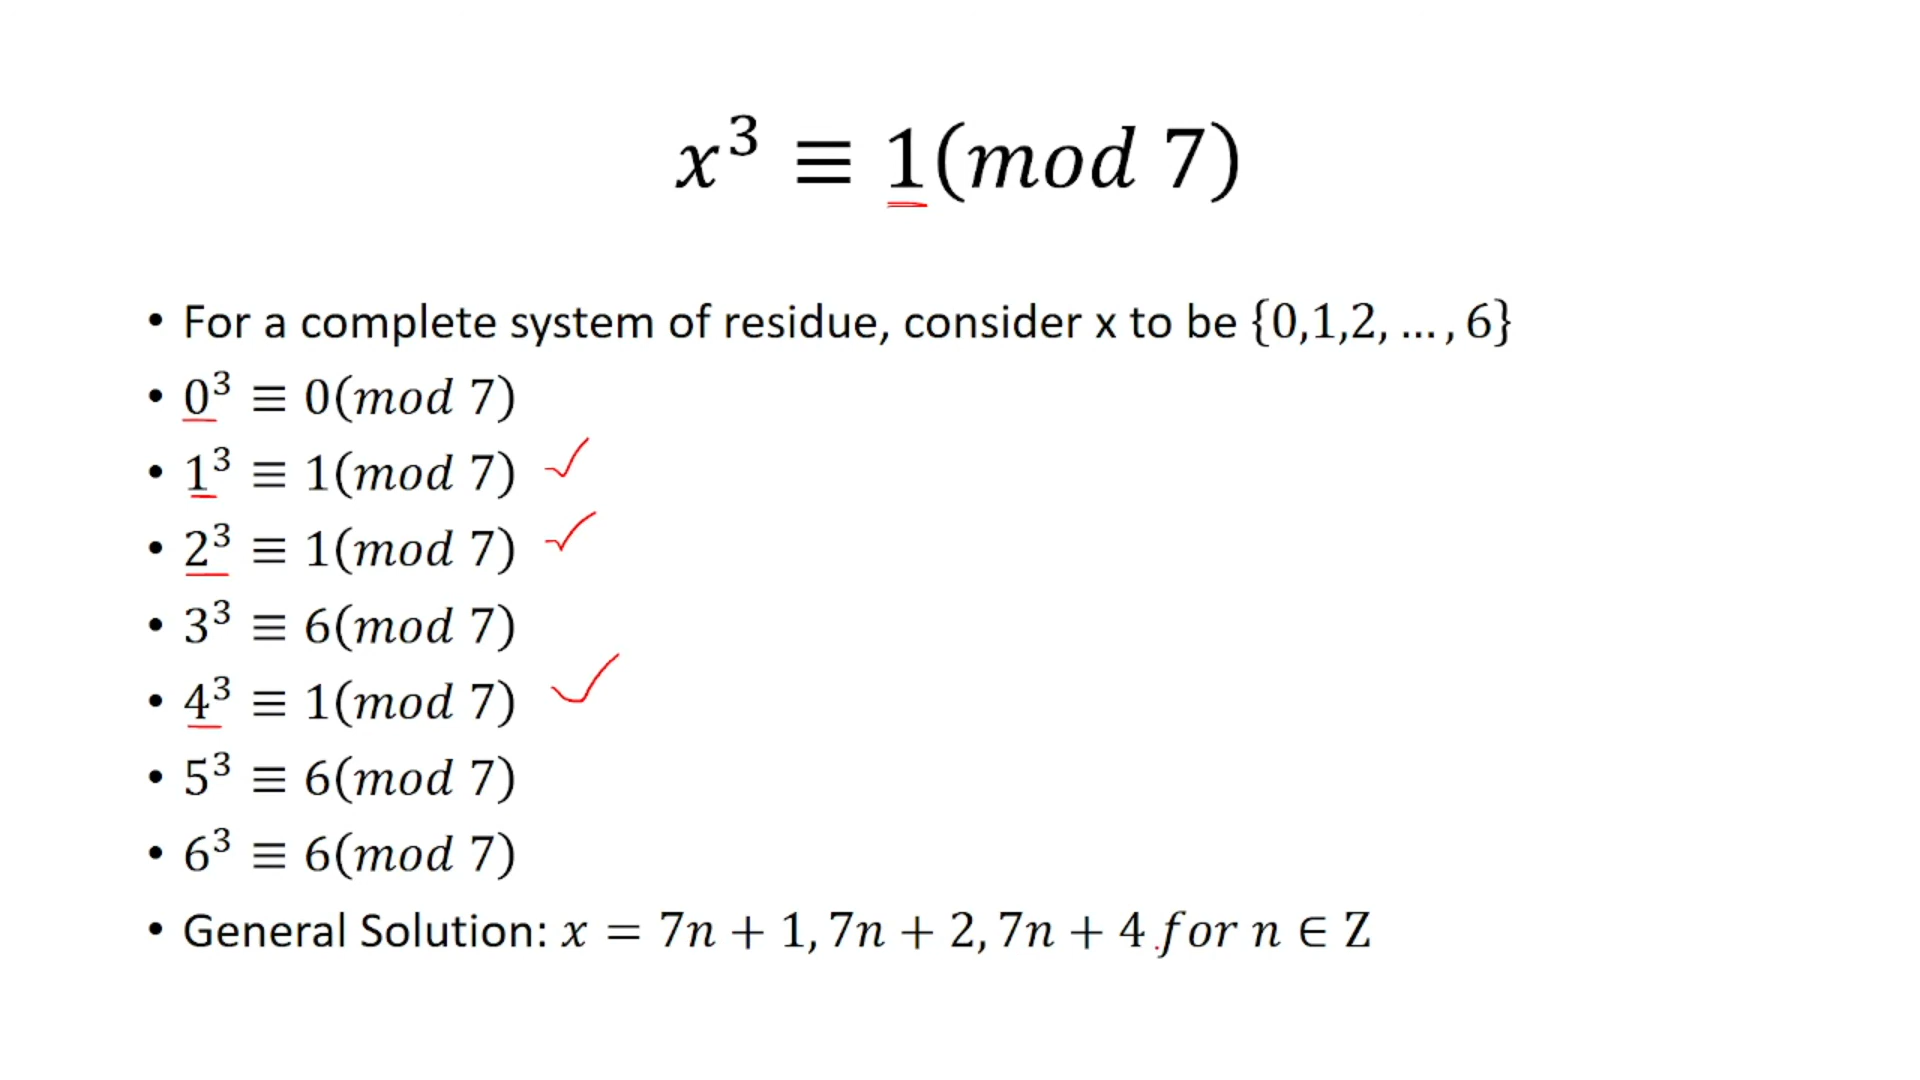 x³ ≡ 1(mod 7)
• For a complete system of residue, consider x to be {0,1,2, … , 6}
• 0³ ≡ 0(mod 7)
• 1³ ≡ 1(mod 7) ✓
• 2³ ≡ 1(mod 7) ✓
• 3³ ≡ 6(mod 7)
• 4³ ≡ 1(mod 7) ✓
• 5³ ≡ 6(mod 7)
• 6³ ≡ 6(mod 7)
• General Solution: x = 7n + 1, 7n + 2, 7n + 4 for n ∈ Z